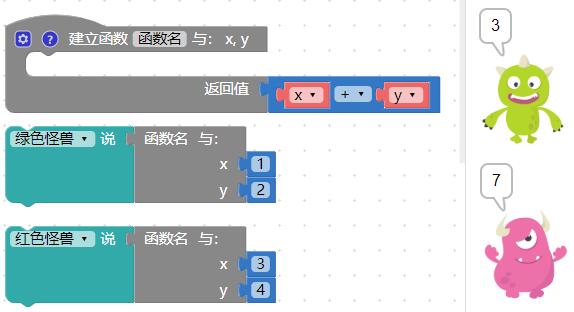 建立函数 函数名 与: x, y
返回值 x + y
绿色怪兽 说 函数名 与:
x 1
y 2
红色怪兽 说 函数名 与:
x 3
y 4
3
7